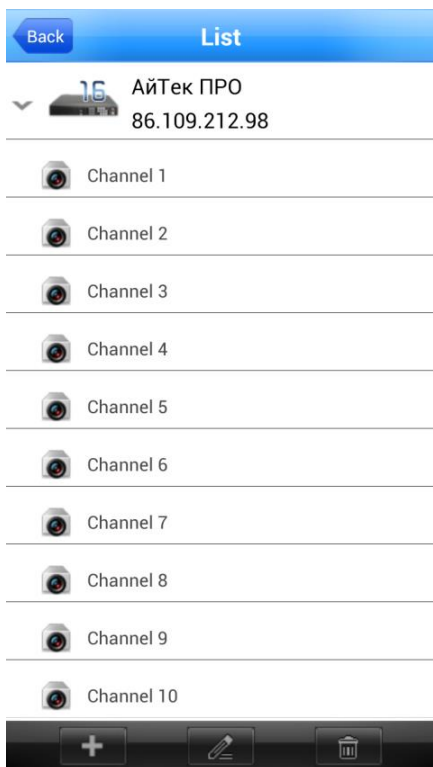 Back
List
16
АйТек ПРО
86.109.212.98
Channel 1
Channel 2
Channel 3
Channel 4
Channel 5
Channel 6
Channel 7
Channel 8
Channel 9
Channel 10